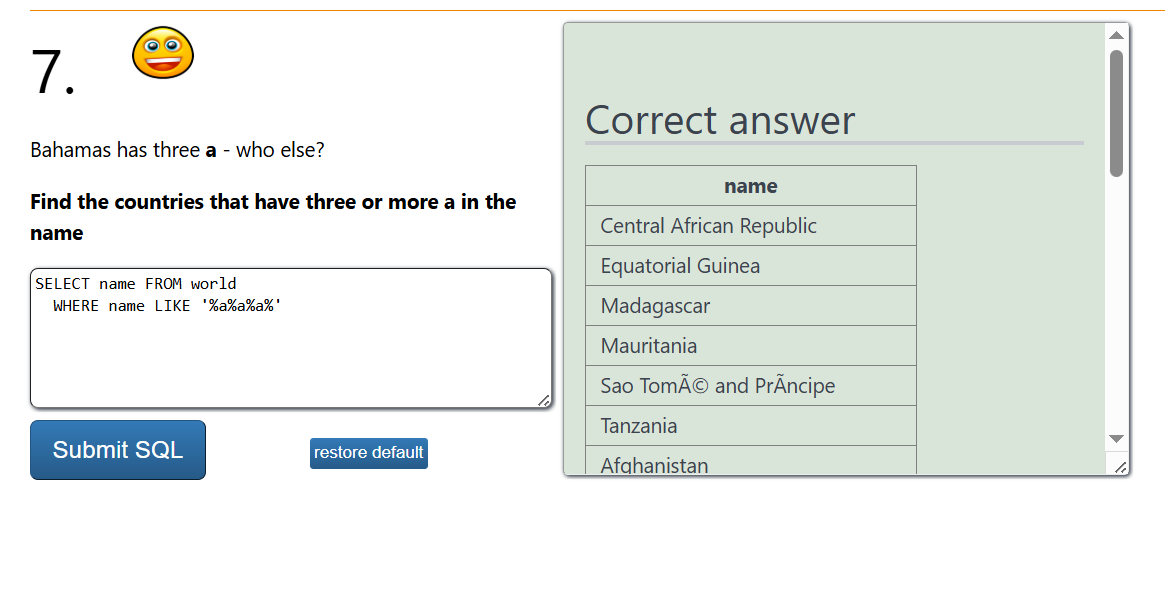 7.
Bahamas has three a - who else?
Find the countries that have three or more a in the
name
SELECT name FROM world
  WHERE name LIKE '%a%a%a%'
Submit SQL
restore default
Correct answer
name
Central African Republic
Equatorial Guinea
Madagascar
Mauritania
Sao TomÃ© and PrÃncipe
Tanzania
Afghanistan